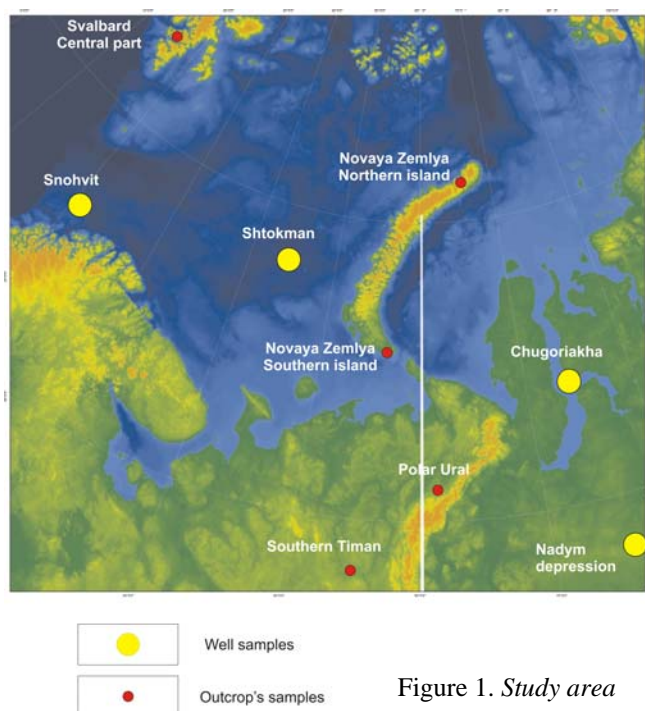 Svalbard
Central part
Novaya Zemlya
Northern island
Snohvit
Shtokman
Novaya Zemlya
Southern island
Chugoriakha
Polar Ural
Southern Timan
Nadym
depression
Well samples
Outcrop's samples
Figure 1. Study area